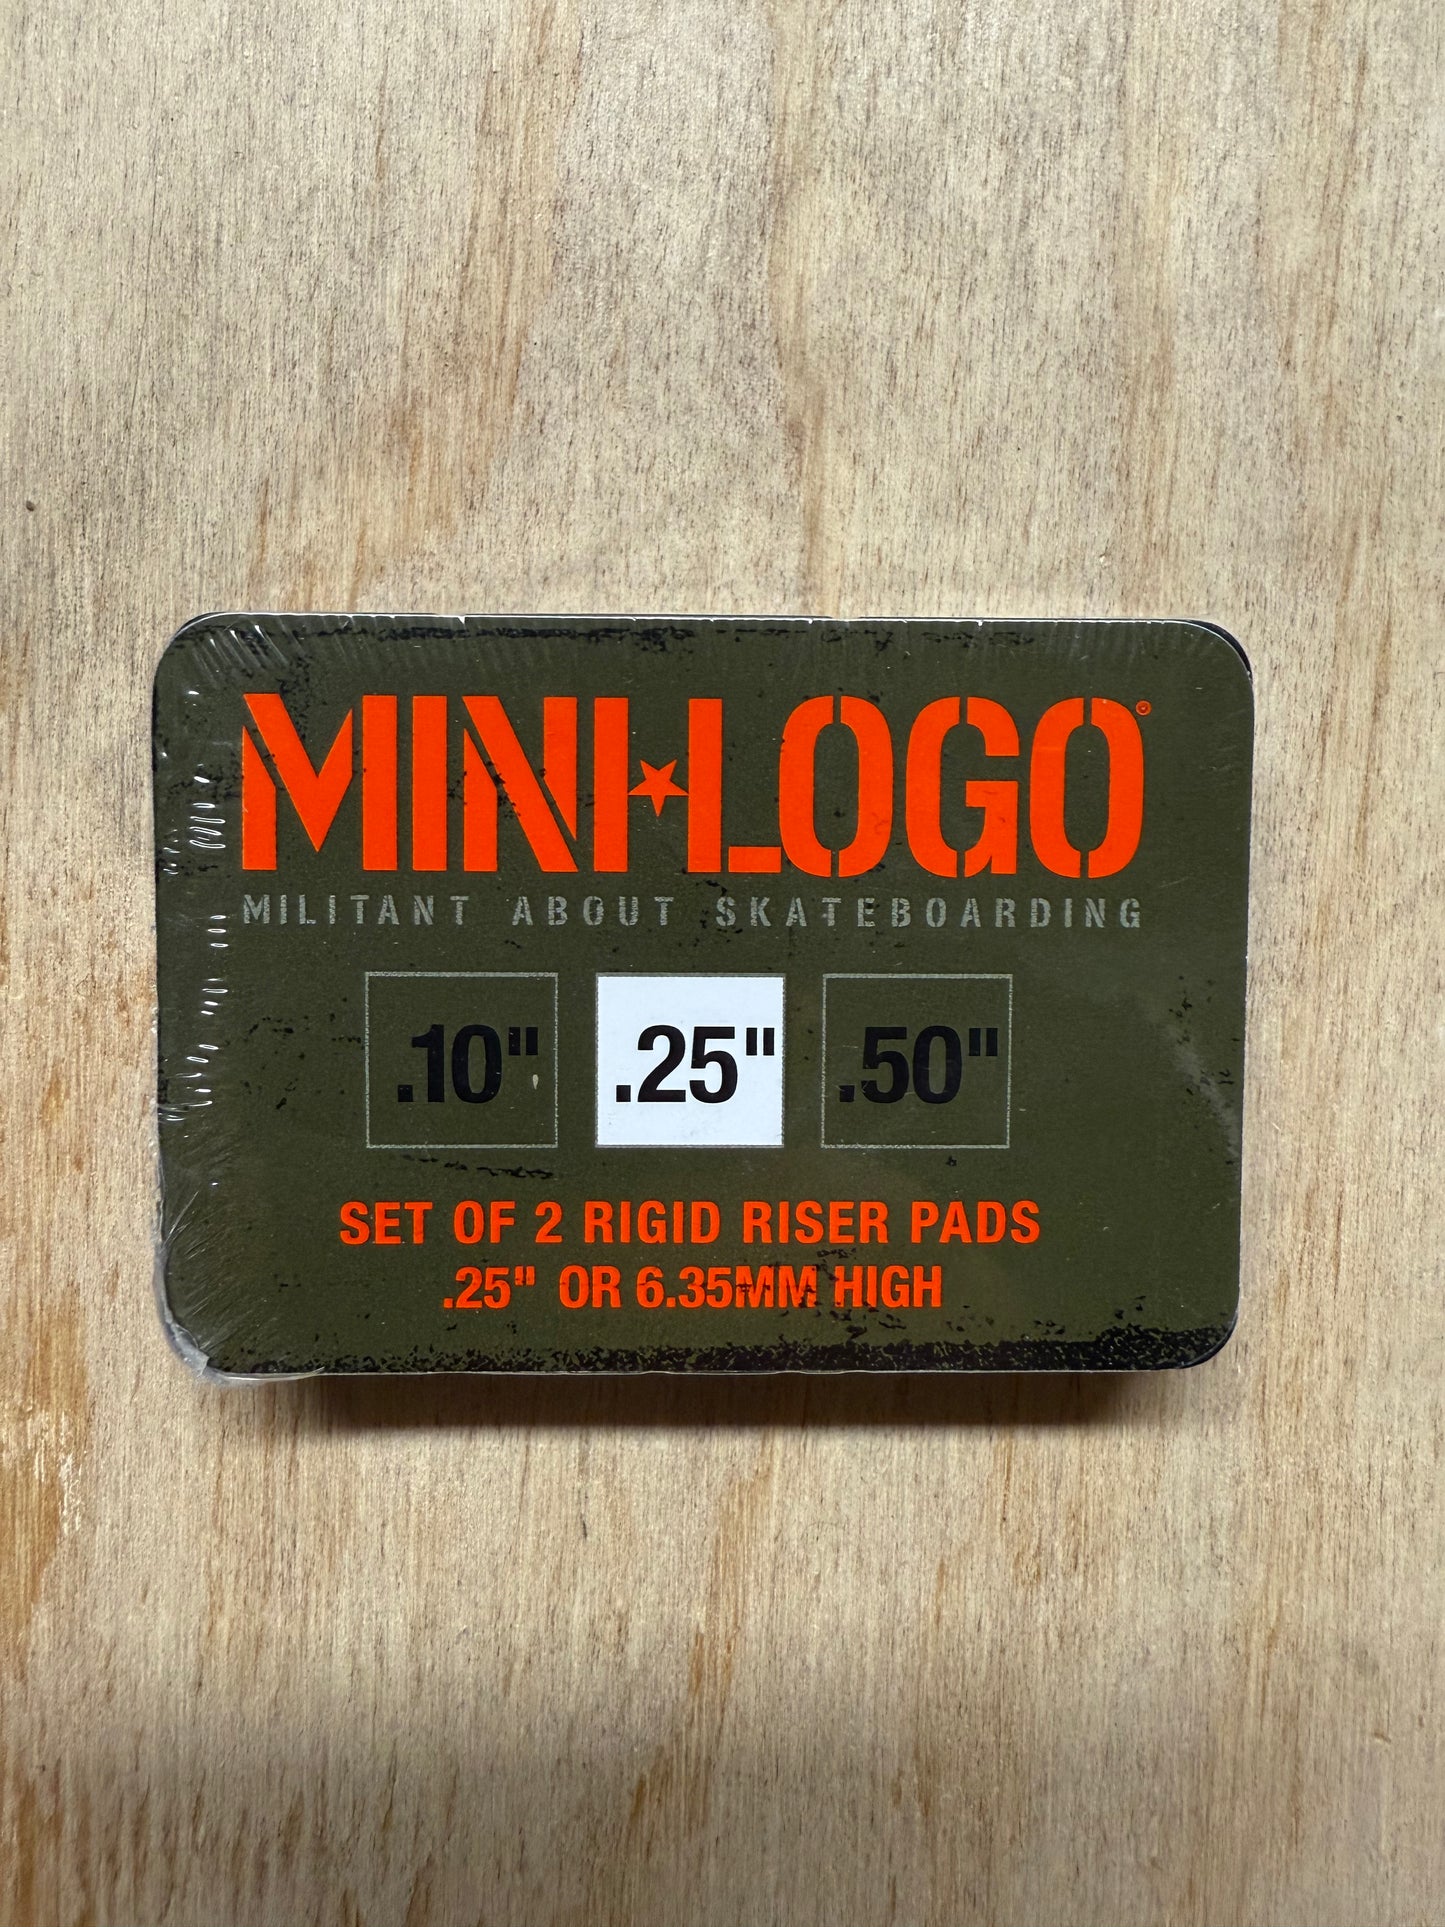 MINI★LOGO®
MILITANT ABOUT SKATEBOARDING
.10" .25" .50"
SET OF 2 RIGID RISER PADS
.25" OR 6.35MM HIGH